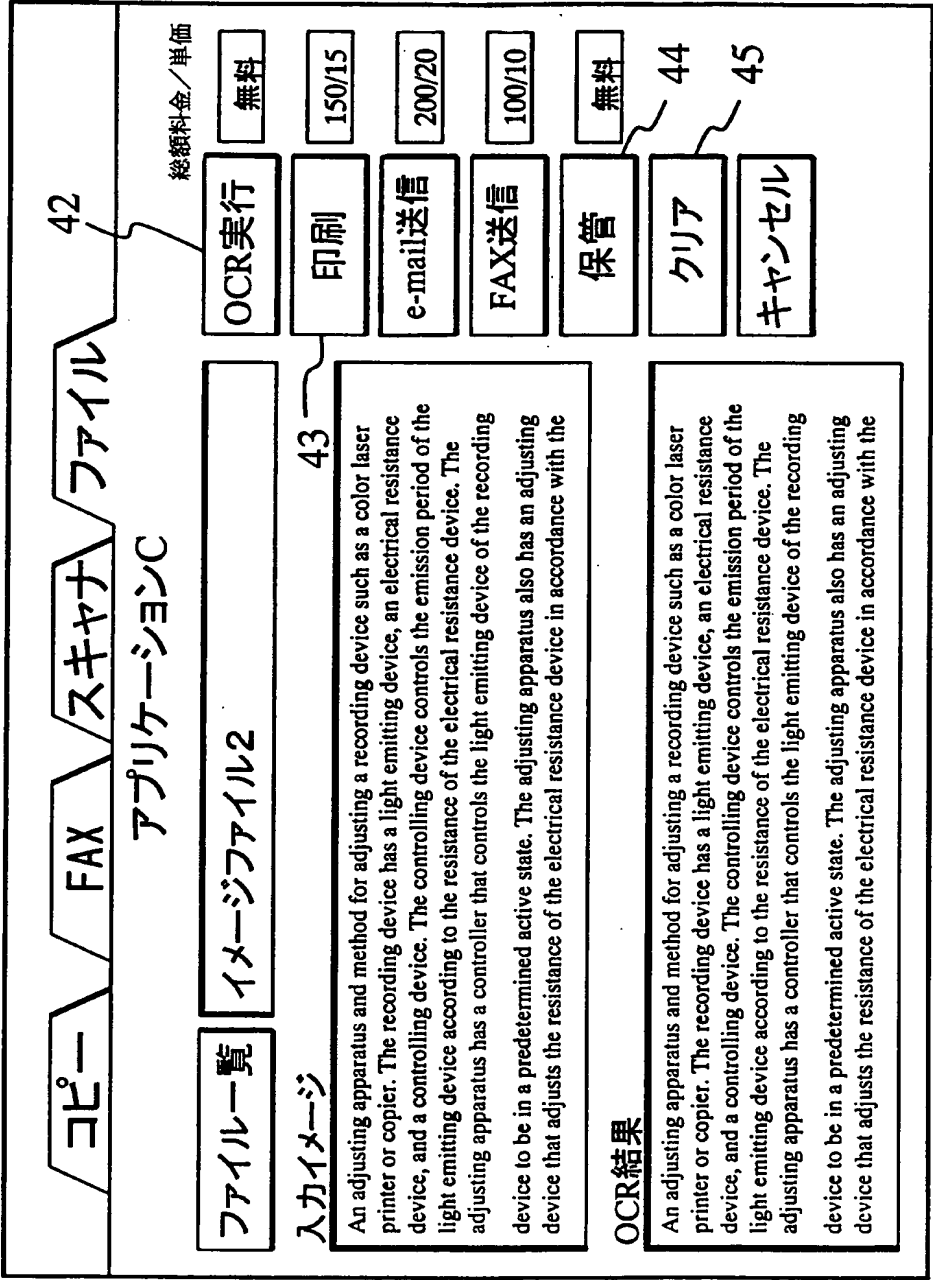 コピー
FAX
スキャナ
ファイル
アプリケーションC
42
総額料金／単価
ファイル一覧
イメージファイル2
OCR実行
無料
43
印刷
150/15
e-mail送信
200/20
FAX送信
100/10
保管
無料
44
クリア
45
キャンセル
入力イメージ
An adjusting apparatus and method for adjusting a recording device such as a color laser
printer or copier. The recording device has a light emitting device, an electrical resistance
device, and a controlling device. The controlling device controls the emission period of the
light emitting device according to the resistance of the electrical resistance device. The
adjusting apparatus has a controller that controls the light emitting device of the recording
device to be in a predetermined active state. The adjusting apparatus also has an adjusting
device that adjusts the resistance of the electrical resistance device in accordance with the
OCR結果
An adjusting apparatus and method for adjusting a recording device such as a color laser
printer or copier. The recording device has a light emitting device, an electrical resistance
device, and a controlling device. The controlling device controls the emission period of the
light emitting device according to the resistance of the electrical resistance device. The
adjusting apparatus has a controller that controls the light emitting device of the recording
device to be in a predetermined active state. The adjusting apparatus also has an adjusting
device that adjusts the resistance of the electrical resistance device in accordance with the